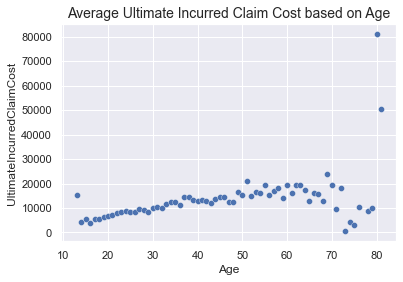 Average Ultimate Incurred Claim Cost based on Age
80000
70000
60000
50000
40000
30000
20000
10000
0
UltimateIncurredClaimCost
10 20 30 40 50 60 70 80
Age